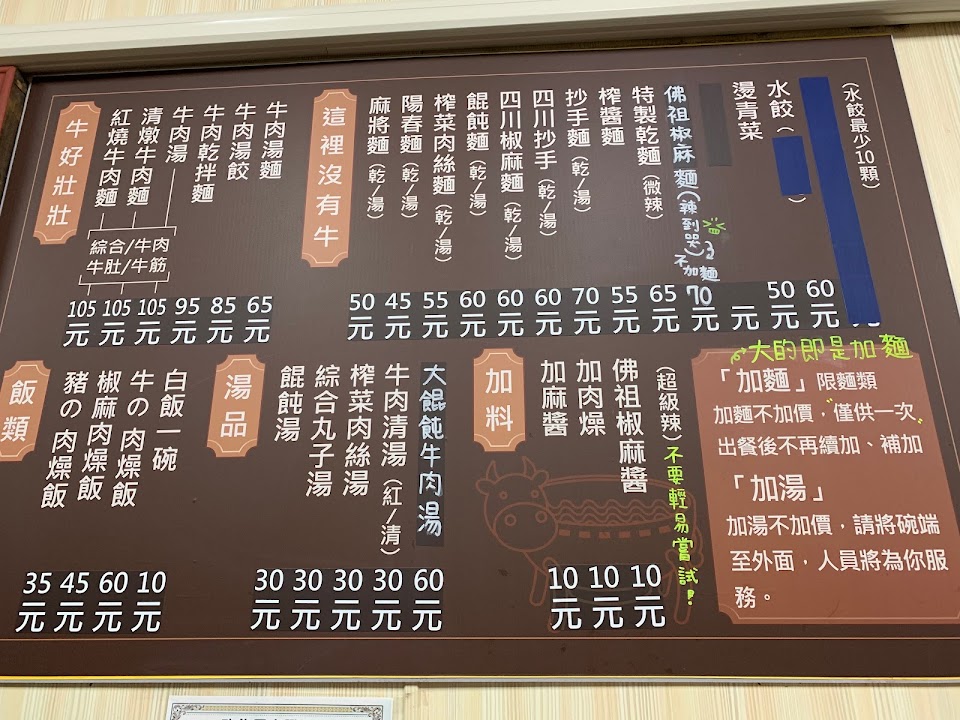 牛好壯壯
紅燒牛肉麵
清燉牛肉麵
牛肉湯
綜合/牛肉
牛肚/牛筋
牛肉乾拌麵
牛肉湯餃
牛肉湯麵
105元
105元
105元
95元
85元
65元
這裡沒有牛
麻將麵(乾/湯)
陽春麵(乾/湯)
榨菜肉絲麵(乾/湯)
餛飩麵(乾/湯)
四川椒麻麵(乾/湯)
四川抄手(乾/湯)
抄手麵(乾/湯)
榨醬麵
特製乾麵(微辣)
佛祖椒麻麵(辣到哭)不加麵
燙青菜
水餃( )
(水餃最少10顆)
50元
45元
55元
60元
60元
60元
70元
55元
65元
70元
元
50元
60元
飯類
豬の肉燥飯
椒麻肉燥飯
牛の肉燥飯
白飯一碗
35元
45元
60元
10元
湯品
餛飩湯
綜合丸子湯
榨菜肉絲湯
牛肉清湯(紅/清)
大餛飩牛肉湯
30元
30元
30元
30元
60元
加料
加麻醬
加肉燥
佛祖椒麻醬
(超級辣)不要輕易嘗試!
10元
10元
10元
大的即是加麵
「加麵」限麵類
加麵不加價,"僅供一次"
出餐後不再續加、補加
「加湯」
加湯不加價,請將碗端
至外面,人員將為你服
務。